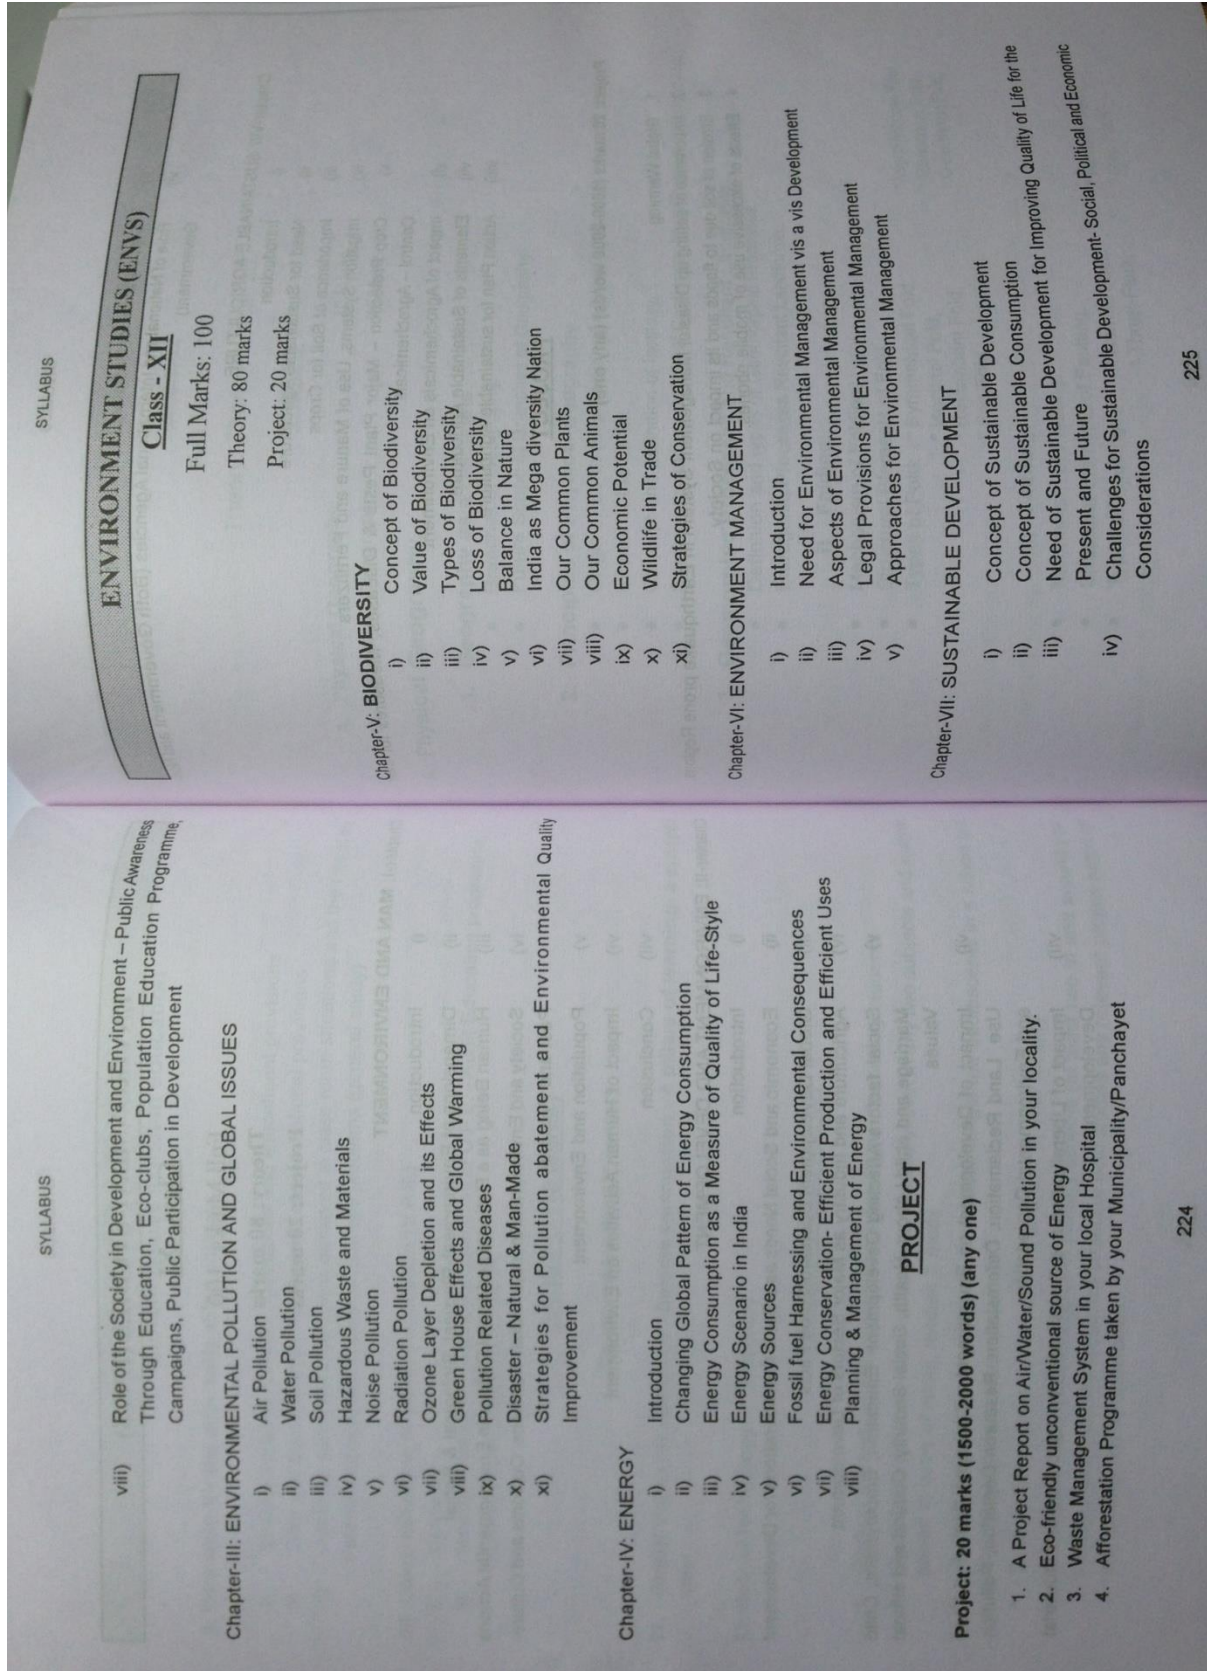 SYLLABUS
viii) Role of the Society in Development and Environment – Public Awareness
Through Education, Eco-clubs, Population Education Programme,
Campaigns, Public Participation in Development
Chapter-III: ENVIRONMENTAL POLLUTION AND GLOBAL ISSUES
i) Air Pollution
ii) Water Pollution
iii) Soil Pollution
iv) Hazardous Waste and Materials
v) Noise Pollution
vi) Radiation Pollution
vii) Ozone Layer Depletion and its Effects
viii) Green House Effects and Global Warming
ix) Pollution Related Diseases
x) Disaster – Natural & Man-Made
xi) Strategies for Pollution abatement and Environmental Quality
Improvement
Chapter-IV: ENERGY
i) Introduction
ii) Changing Global Pattern of Energy Consumption
iii) Energy Consumption as a Measure of Quality of Life-Style
iv) Energy Scenario in India
v) Energy Sources
vi) Fossil fuel Harnessing and Environmental Consequences
vii) Energy Conservation- Efficient Production and Efficient Uses
viii) Planning & Management of Energy
PROJECT
Project: 20 marks (1500-2000 words) (any one)
1. A Project Report on Air/Water/Sound Pollution in your locality.
2. Eco-friendly unconventional source of Energy
3. Waste Management System in your local Hospital
4. Afforestation Programme taken by your Municipality/Panchayet
224
SYLLABUS
ENVIRONMENT STUDIES (ENVS)
Class - XII
Full Marks: 100
Theory: 80 marks
Project: 20 marks
Chapter-V: BIODIVERSITY
i) Concept of Biodiversity
ii) Value of Biodiversity
iii) Types of Biodiversity
iv) Loss of Biodiversity
v) Balance in Nature
vi) India as Mega diversity Nation
vii) Our Common Plants
viii) Our Common Animals
ix) Economic Potential
x) Wildlife in Trade
xi) Strategies of Conservation
Chapter-VI: ENVIRONMENT MANAGEMENT
i) Introduction
ii) Need for Environmental Management vis a vis Development
iii) Aspects of Environmental Management
iv) Legal Provisions for Environmental Management
v) Approaches for Environmental Management
Chapter-VII: SUSTAINABLE DEVELOPMENT
i) Concept of Sustainable Development
ii) Concept of Sustainable Consumption
iii) Need of Sustainable Development for Improving Quality of Life for the
Present and Future
iv) Challenges for Sustainable Development- Social, Political and Economic
Considerations
225